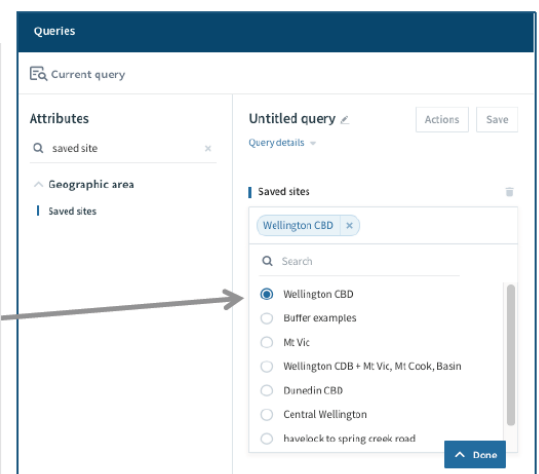 Queries
Current query
Attributes
saved site
Geographic area
Saved sites
Untitled query
Actions
Save
Query details
Saved sites
Wellington CBD ×
Search
Wellington CBD
Buffer examples
Mt Vic
Wellington CDB + Mt Vic, Mt Cook, Basin
Dunedin CBD
Central Wellington
havelock to spring creek road
Done